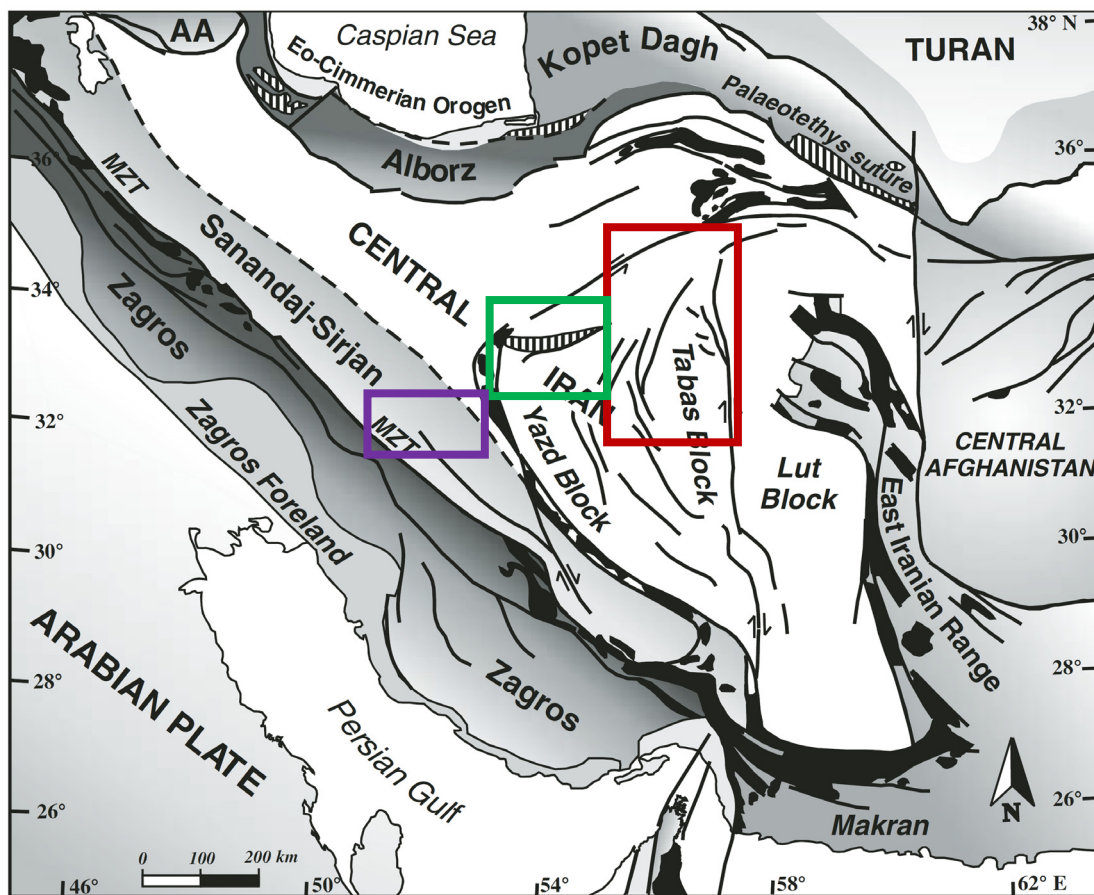 38° N
AA
Caspian Sea
Kopet Dagh
TURAN
Eo-Cimmerian Orogen
Palaeotethys suture
Alborz
36°
36°
MZT
Sanandaj-Sirjan
CENTRAL
IRAN
Zagros
34°
Tabas Block
32°
32°
MZT
Yazd Block
Lut
Block
CENTRAL
AFGHANISTAN
Zagros Foreland
East Iranian Range
30°
30°
ARABIAN PLATE
Zagros
28°
28°
Persian Gulf
26°
26°
Makran
N
0 100 200 km
46°
50°
54°
58°
62° E